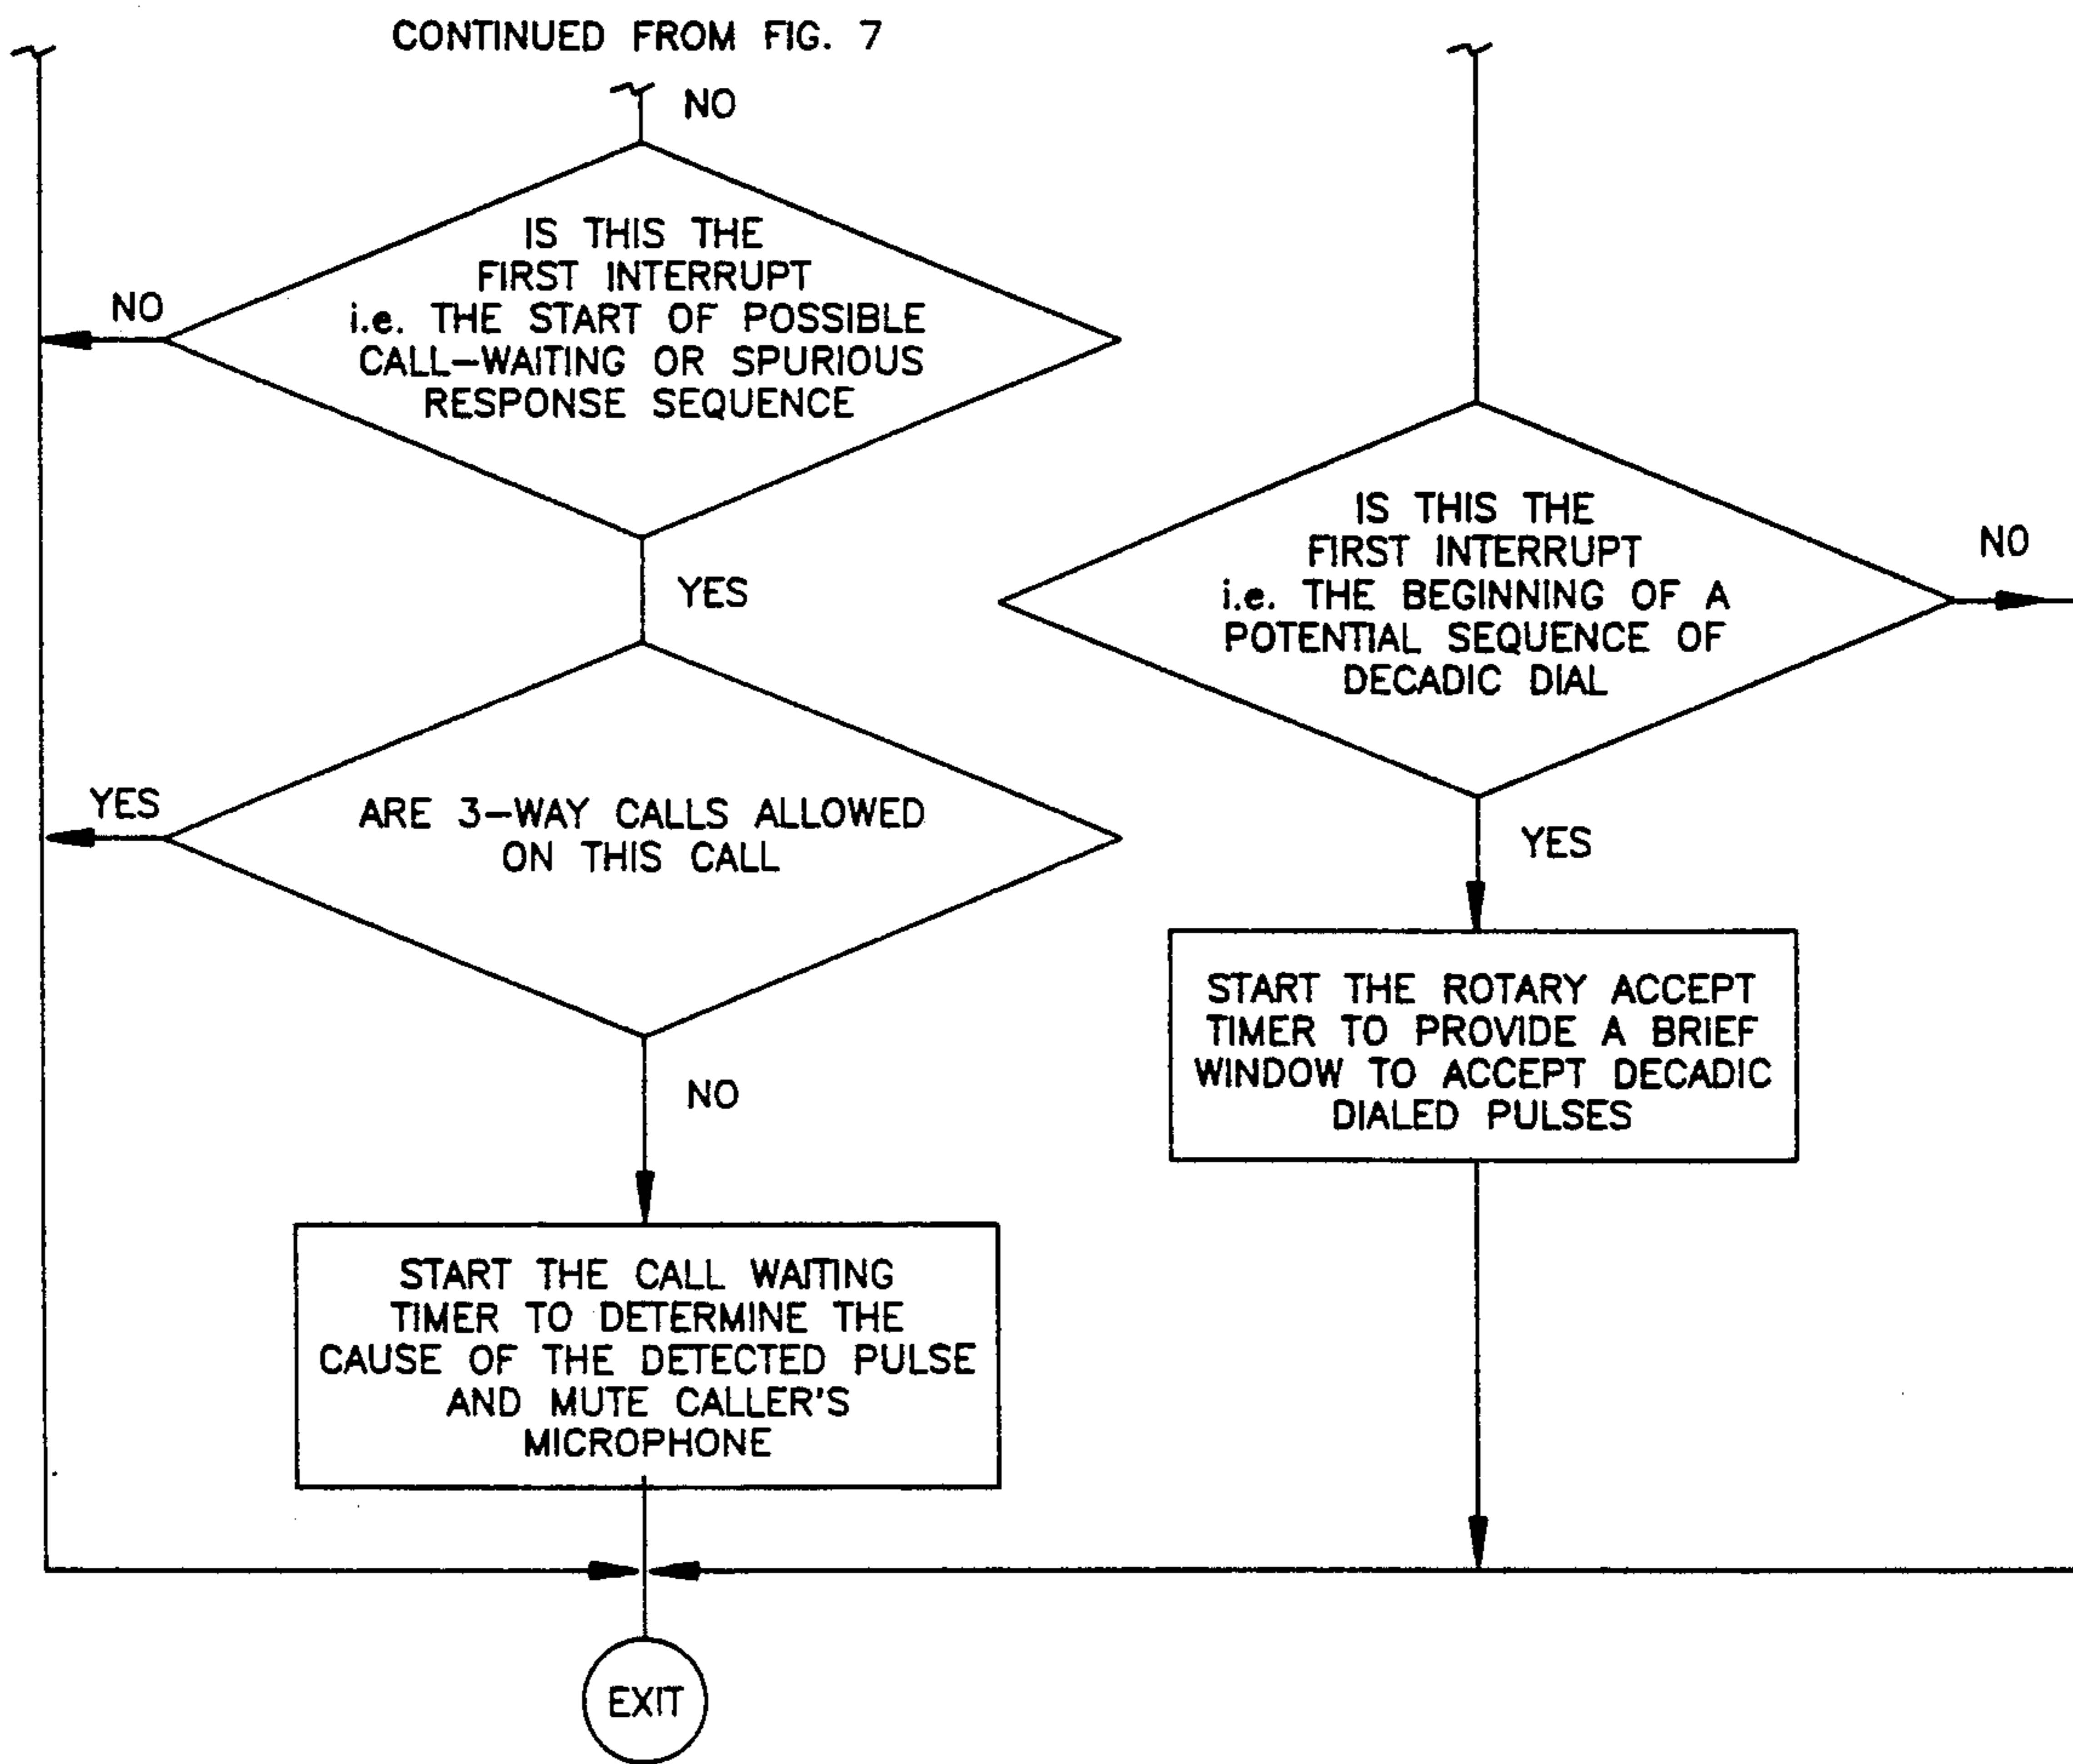 CONTINUED FROM FIG. 7
NO
IS THIS THE
FIRST INTERRUPT
i.e. THE START OF POSSIBLE
CALL-WAITING OR SPURIOUS
RESPONSE SEQUENCE
NO
YES
ARE 3-WAY CALLS ALLOWED
ON THIS CALL
YES
NO
START THE CALL WAITING
TIMER TO DETERMINE THE
CAUSE OF THE DETECTED PULSE
AND MUTE CALLER'S
MICROPHONE
IS THIS THE
FIRST INTERRUPT
i.e. THE BEGINNING OF A
POTENTIAL SEQUENCE OF
DECADIC DIAL
NO
YES
START THE ROTARY ACCEPT
TIMER TO PROVIDE A BRIEF
WINDOW TO ACCEPT DECADIC
DIALED PULSES
EXIT